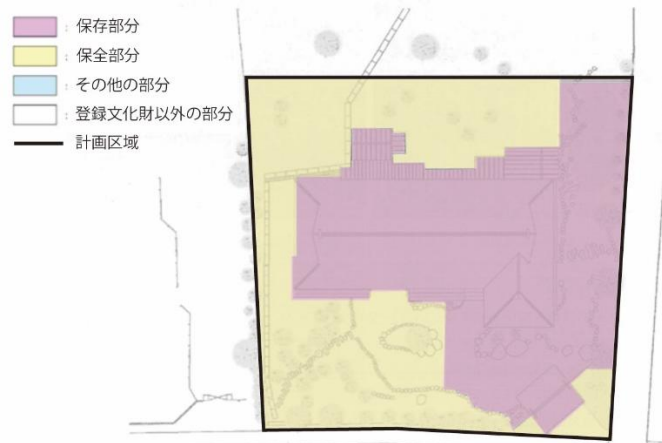 ：保存部分
：保全部分
：その他の部分
：登録文化財以外の部分
：計画区域